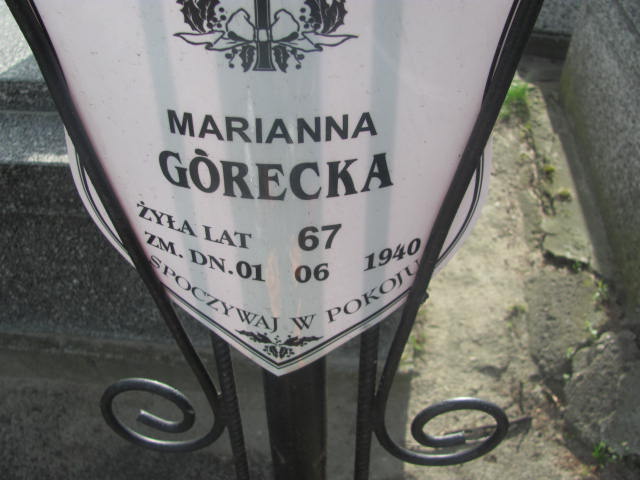 MARIANNA
GÒRECKA
ŻYŁA LAT 67
ZM. DN. 01 06 1940
SPOCZYWAJ W POKOJU